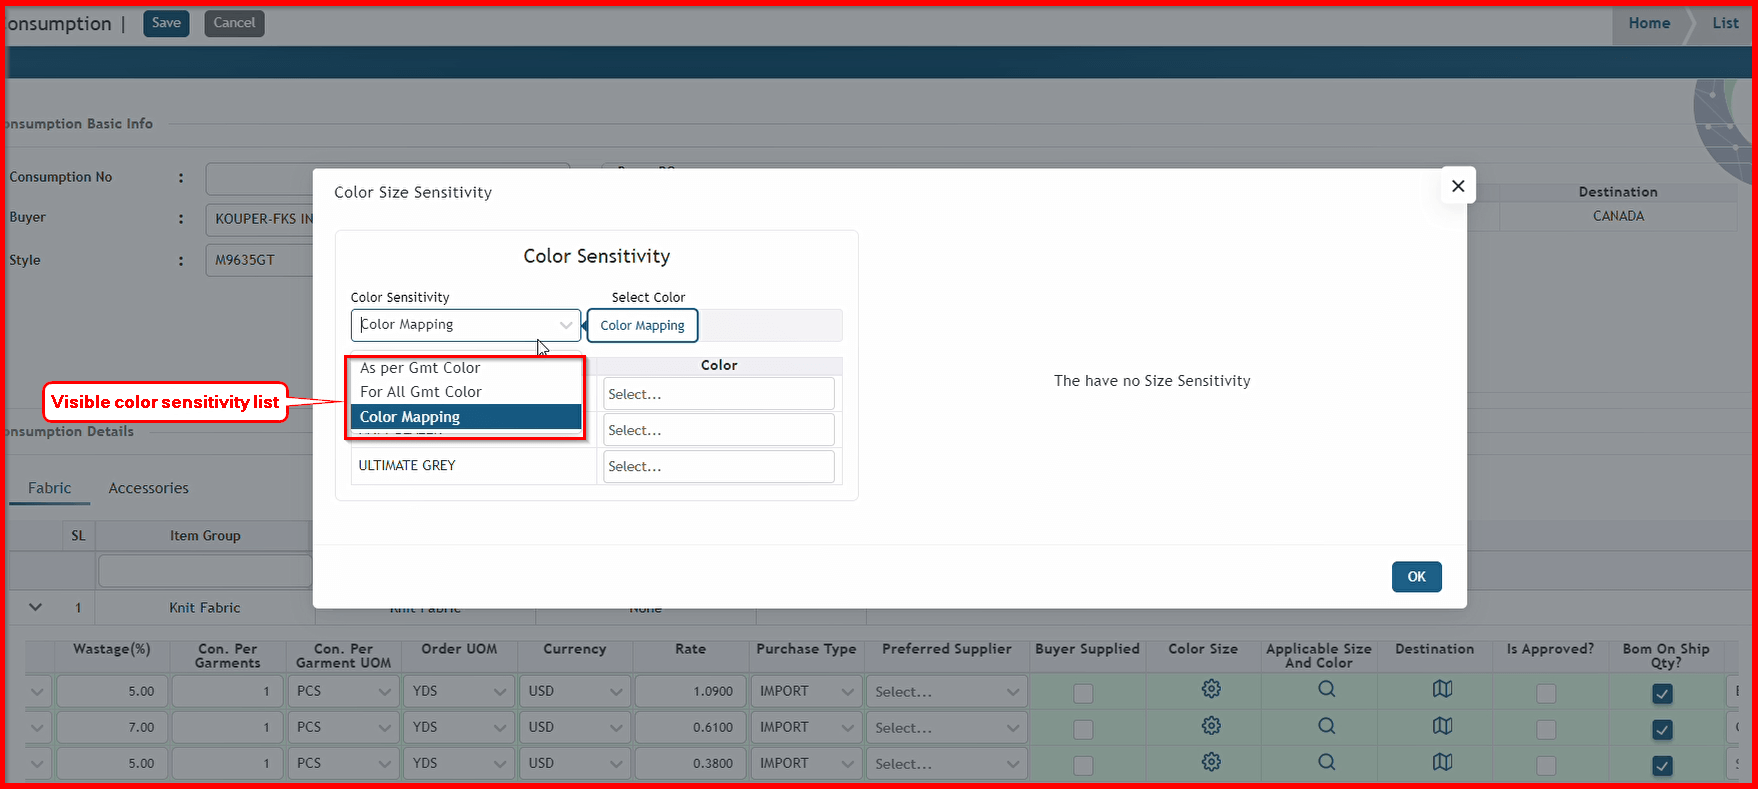 onsumption | Save Cancel Home List
onsumption Basic Info
Consumption No :
Buyer : KOUPER-FKS IN
Style : M9635GT
Destination
CANADA
Color Size Sensitivity
Color Sensitivity
Color Sensitivity Select Color
Color Mapping Color Mapping
As per Gmt Color
For All Gmt Color
Color Mapping
Color
Select...
Select...
ULTIMATE GREY Select...
The have no Size Sensitivity
OK
Visible color sensitivity list
onsumption Details
Fabric Accessories
SL Item Group
1 Knit Fabric Knit Fabric None
Wastage(%) Con. Per Garments Con. Per Garment UOM Order UOM Currency Rate Purchase Type Preferred Supplier Buyer Supplied Color Size Applicable Size And Color Destination Is Approved? Bom On Ship Qty?
5.00 1 PCS YDS USD 1.0900 IMPORT Select...
7.00 1 PCS YDS USD 0.6100 IMPORT Select...
5.00 1 PCS YDS USD 0.3800 IMPORT Select...